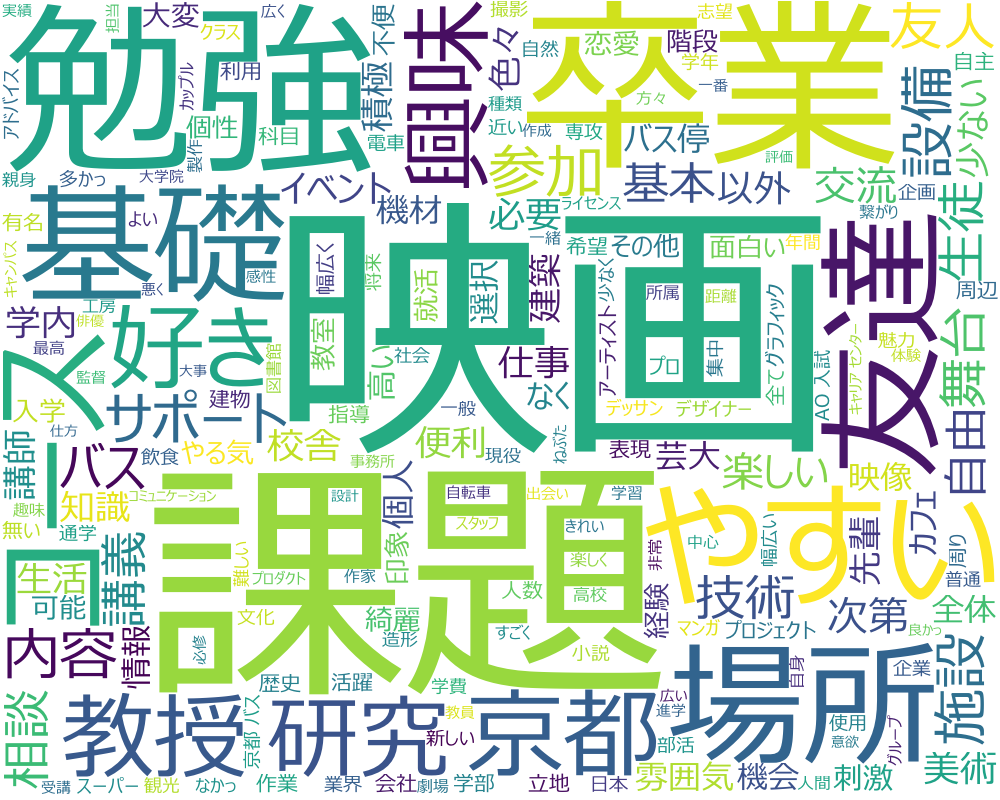 実績
担当
大変
クラス
広く
勉強
アドバイス
カップル
利用
個性
科目
製作
親身
多かっ
大学院
積極
不便
電車
興味
色々
撮影
恋愛
自然
種類
近い
作成
専攻
卒業
志望
階段
学年
一番
方々
バス停
評価
友人
自主
設備
少ない
基礎
有名
よい
キャンパス
悪く
感性
イベント
機材
参加
必要
ライセンス
基本
以外
交流
企画
繋がり
生徒
一緒
希望
その他
面白い
年間
友達
周辺
映画
幅広く
将来
就活
選択
建築
教室
所属
距離
プロ
集中
アーティスト
少なく
全て
グラフィック
魅力
体験
舞台
学内
工房
俳優
最高
監督
大事
図書館
好き
コース
高い
社会
仕事
なく
デッサン
デザイナー
AO 入試
キャリア センター
入学
建物
サポート
指導
一般
仕方
講師
バス
飲食
やる気
校舎
事務所
便利
現役
ねぶた
表現
芸大
楽しい
映像
自由
知識
コミュニケーション
趣味
無い
通学
設計
個人
自転車
出会い
学習
スタッフ
きれい
課題
やすい
中心
幅広い
先輩
カフェ
周り
普通
生活
可能
講義
難しい
プロダクト
作家
印象
楽しく
非常
人数
高校
経験
技術
次第
全体
文化
綺麗
造形
すごく
小説
マンガ
プロジェクト
良かっ
内容
情報
必修
歴史
活躍
学費
教員
新しい
場所
広い
進学
自身
企業
施設
相談
教授
研究
京都
京都 バス
部活
使用
意欲
グループ
受講
スーパー
観光
なかっ
作業
業界
会社
劇場
学部
立地
日本
雰囲気
機会
人間
刺激
美術